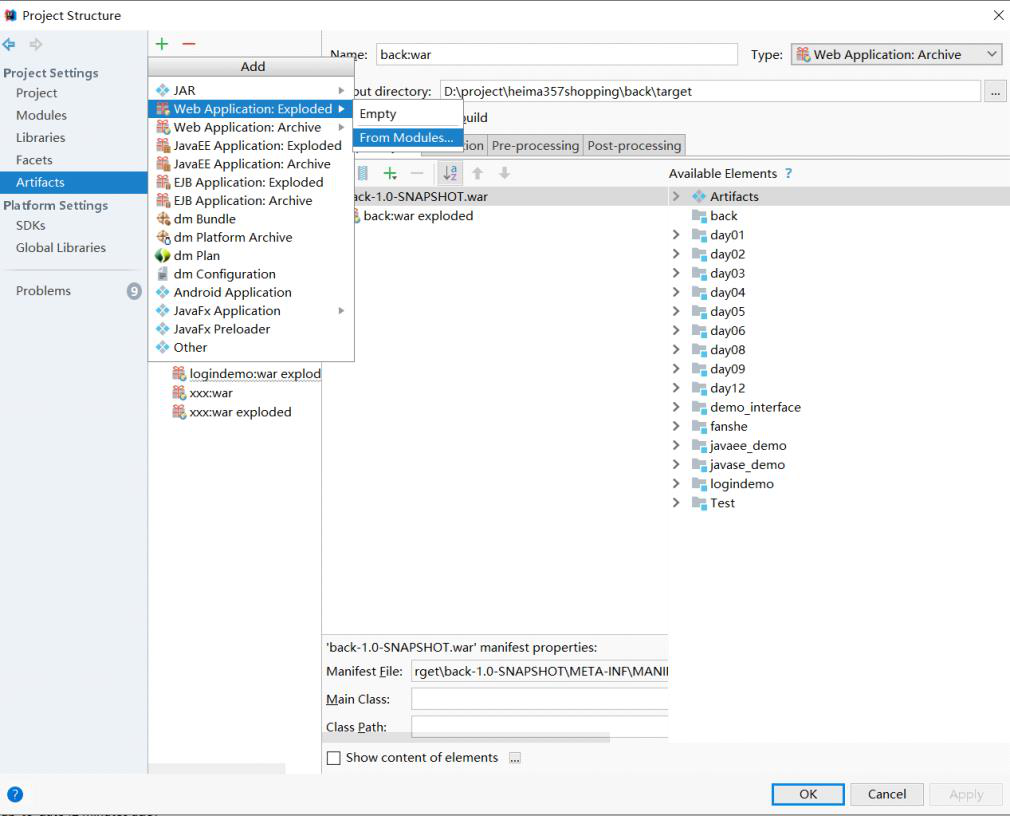 Project Structure
Project Settings
Project
Modules
Libraries
Facets
Artifacts
Platform Settings
SDKs
Global Libraries
Problems
9
Add
JAR
Web Application: Exploded
Web Application: Archive
JavaEE Application: Exploded
JavaEE Application: Archive
EJB Application: Exploded
EJB Application: Archive
dm Bundle
dm Platform Archive
dm Plan
dm Configuration
Android Application
JavaFx Application
JavaFx Preloader
Other
Empty
From Modules...
logindemo:war explod
xxx:war
xxx:war exploded
Name: back:war
Type: Web Application: Archive
put directory: D:\project\heima357shopping\back\target ...
uild
tion Pre-processing Post-processing
ack-1.0-SNAPSHOT.war
back:war exploded
Available Elements ?
Artifacts
back
day01
day02
day03
day04
day05
day06
day08
day09
day12
demo_interface
fanshe
javaee_demo
javase_demo
logindemo
Test
'back-1.0-SNAPSHOT.war' manifest properties:
Manifest File: rget\back-1.0-SNAPSHOT\META-INF\MANI
Main Class:
Class Path:
Show content of elements ...
?
OK Cancel Apply